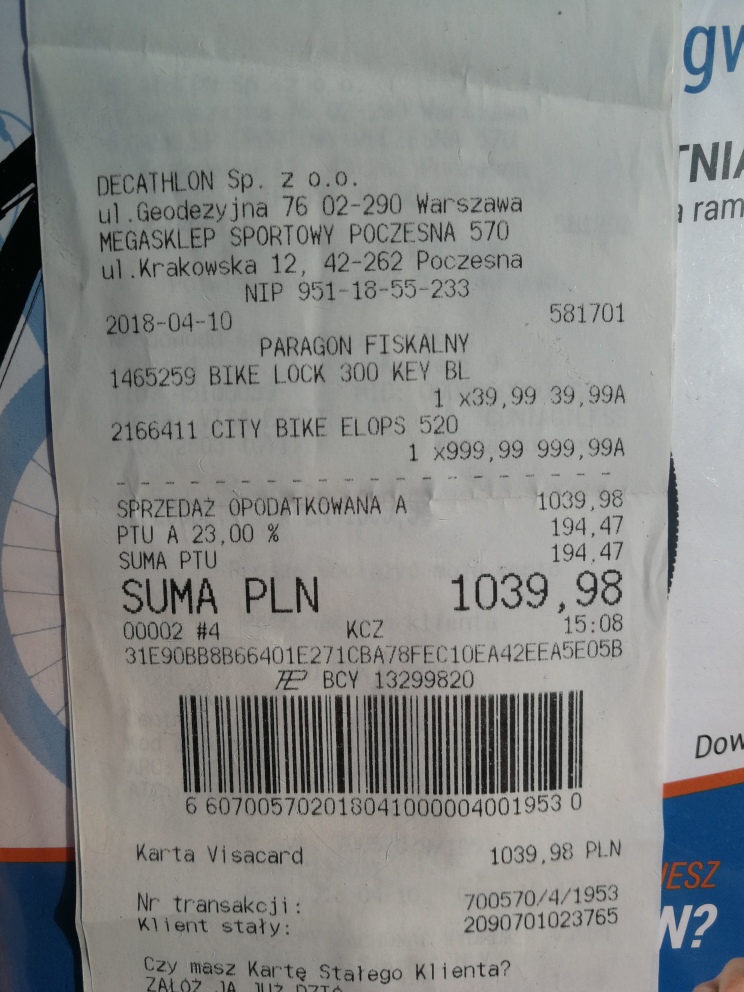 DECATHLON Sp. z o.o.
ul.Geodezyjna 76 02-290 Warszawa
MEGASKLEP SPORTOWY POCZESNA 570
ul.Krakowska 12, 42-262 Poczesna
NIP 951-18-55-233
2018-04-10 581701
PARAGON FISKALNY
1465259 BIKE LOCK 300 KEY BL
1 x39,99 39,99A
2166411 CITY BIKE ELOPS 520
1 x999,99 999,99A
SPRZEDAŻ OPODATKOWANA A 1039,98
PTU A 23,00 % 194,47
SUMA PTU 194,47
SUMA PLN 1039,98
00002 #4 KCZ 15:08
31E90BB8B66401E271CBA78FEC10EA42EEA5E05B
BCY 13299820
6 607005702018041000004001953 0
Karta Visacard 1039,98 PLN
Nr transakcji: 700570/4/1953
Klient stały: 2090701023765
Czy masz Kartę Stałego Klienta?
ZAŁÓŻ JĄ JUŻ
Dow